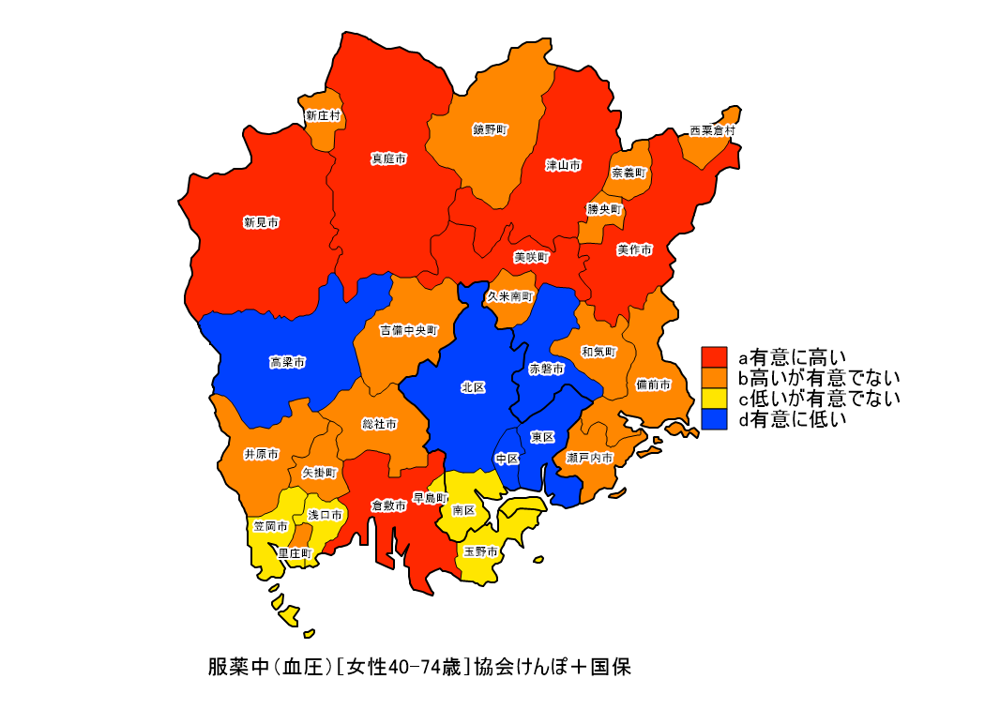 新庄村
鏡野町
西粟倉村
真庭市
津山市
奈義町
勝央町
新見市
美作市
美咲町
久米南町
吉備中央町
和気町
高梁市
赤磐市
備前市
北区
総社市
東区
井原市
中区
瀬戸内市
矢掛町
早島町
倉敷市
南区
浅口市
笠岡市
里庄町
玉野市
a有意に高い
b高いが有意でない
c低いが有意でない
d有意に低い
服薬中（血圧）[女性40-74歳]協会けんぽ＋国保